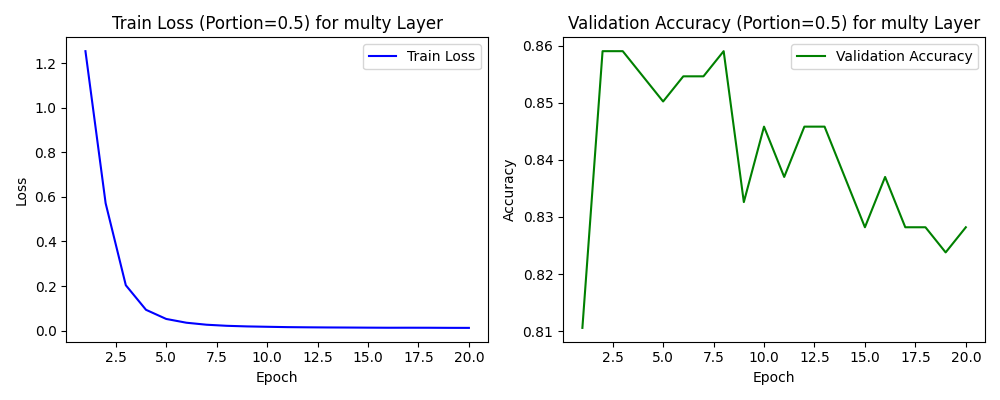 Train Loss (Portion=0.5) for multy Layer
Train Loss
1.2
1.0
0.8
0.6
0.4
0.2
0.0
Loss
2.5 5.0 7.5 10.0 12.5 15.0 17.5 20.0
Epoch
Validation Accuracy (Portion=0.5) for multy Layer
Validation Accuracy
0.86
0.85
0.84
0.83
0.82
0.81
Accuracy
2.5 5.0 7.5 10.0 12.5 15.0 17.5 20.0
Epoch